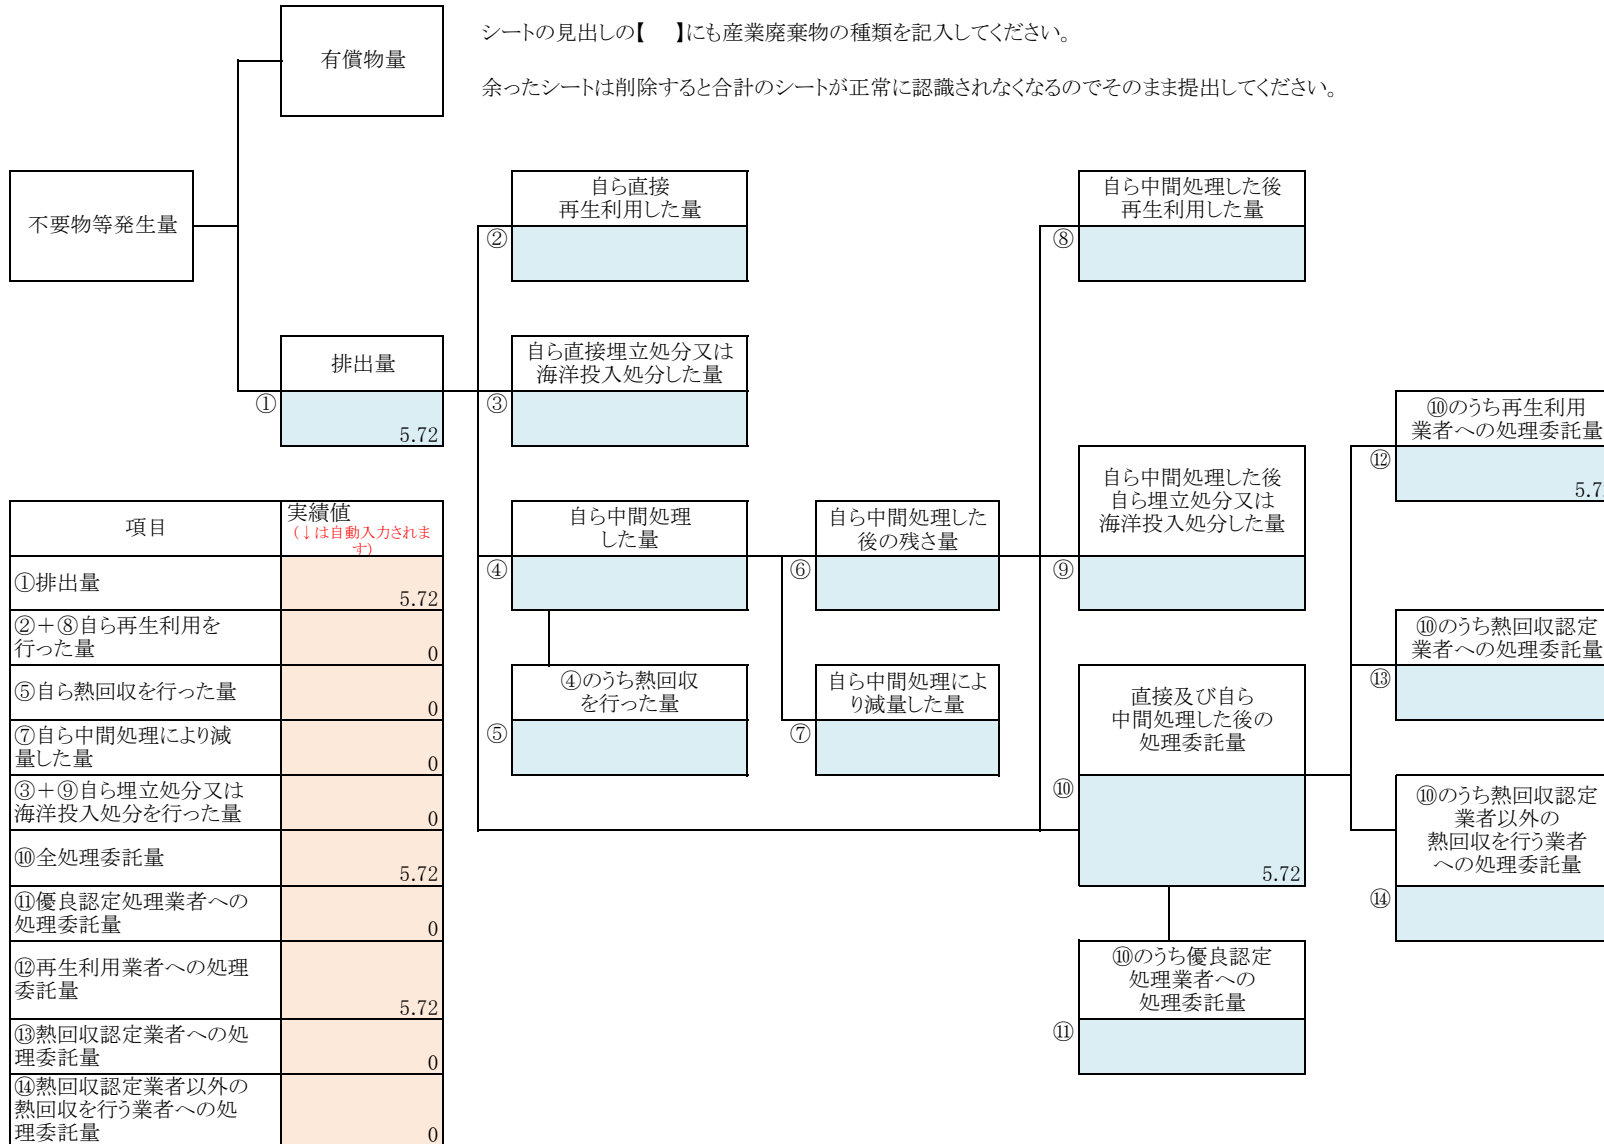 シートの見出しの【　】にも産業廃棄物の種類を記入してください。
有償物量
余ったシートは削除すると合計のシートが正常に認識されなくなるのでそのまま提出してください。
不要物等発生量
自ら直接
再生利用した量
②
自ら中間処理した後
再生利用した量
⑧
排出量
①
5.72
自ら直接埋立処分又は
海洋投入処分した量
③
⑩のうち再生利用
業者への処理委託量
⑫
5.7
自ら中間処理
した量
④
自ら中間処理した
後の残さ量
⑥
自ら中間処理した後
自ら埋立処分又は
海洋投入処分した量
⑨
⑩のうち熱回収認定
業者への処理委託量
⑬
④のうち熱回収
を行った量
⑤
自ら中間処理によ
り減量した量
⑦
直接及び自ら
中間処理した後の
処理委託量
⑩
5.72
⑩のうち熱回収認定
業者以外の
熱回収を行う業者
への処理委託量
⑭
⑩のうち優良認定
処理業者への
処理委託量
⑪
項目
実績値
(↓は自動入力されま
す)
①排出量
5.72
②＋⑧自ら再生利用を
行った量
0
⑤自ら熱回収を行った量
0
⑦自ら中間処理により減
量した量
0
③＋⑨自ら埋立処分又は
海洋投入処分を行った量
0
⑩全処理委託量
5.72
⑪優良認定処理業者への
処理委託量
0
⑫再生利用業者への処理
委託量
5.72
⑬熱回収認定業者への処
理委託量
0
⑭熱回収認定業者以外の
熱回収を行う業者への処
理委託量
0